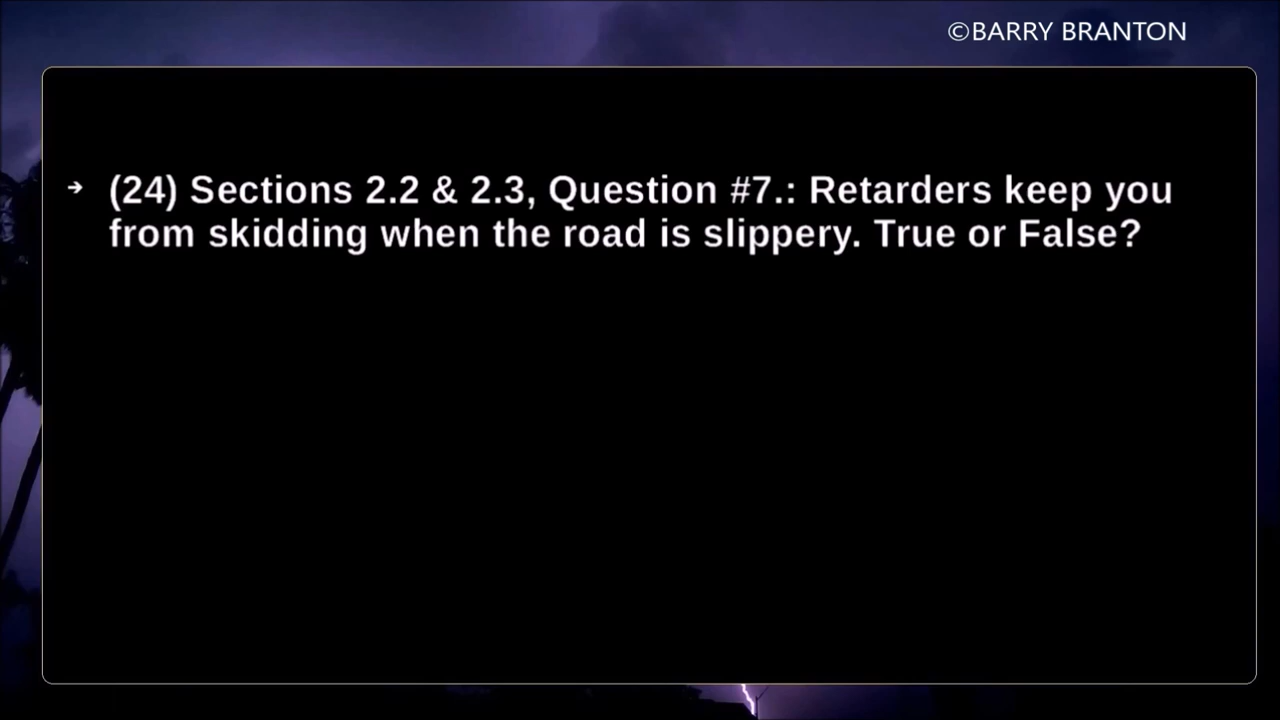 ©BARRY BRANTON
→ (24) Sections 2.2 & 2.3, Question #7.: Retarders keep you
from skidding when the road is slippery. True or False?